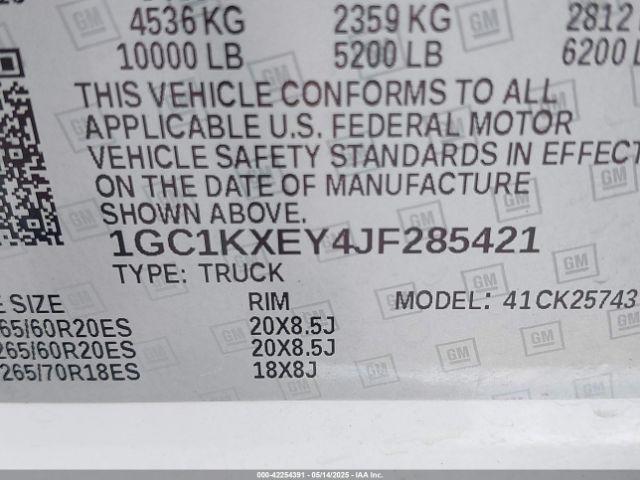 4536 KG 2359 KG 2812
10000 LB 5200 LB 6200 L
THIS VEHICLE CONFORMS TO ALL
APPLICABLE U.S. FEDERAL MOTOR
VEHICLE SAFETY STANDARDS IN EFFECT
ON THE DATE OF MANUFACTURE
SHOWN ABOVE.
1GC1KXEY4JF285421
TYPE: TRUCK
E SIZE RIM MODEL: 41CK25743
65/60R20ES 20X8.5J
265/60R20ES 20X8.5J
265/70R18ES 18X8J
GM
000-42254391 - 05/14/2025 - IAA, Inc.